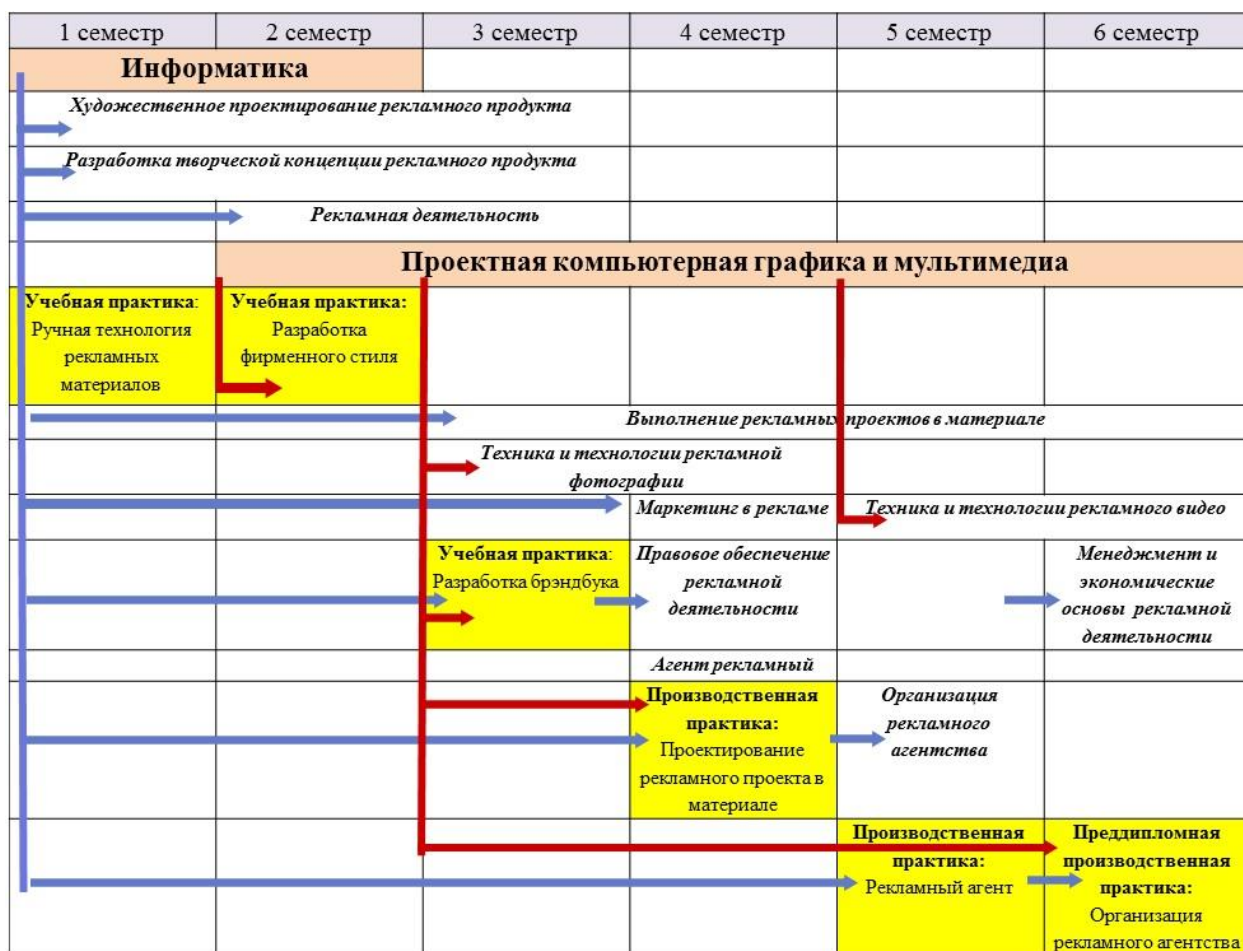 1 семестр
2 семестр
3 семестр
4 семестр
5 семестр
6 семестр
Информатика
Художественное проектирование рекламного продукта
Разработка творческой концепции рекламного продукта
Рекламная деятельность
Проектная компьютерная графика и мультимедиа
Учебная практика:
Ручная технология
рекламных
материалов
Учебная практика:
Разработка
фирменного стиля
Выполнение рекламных проектов в материале
Техника и технологии рекламной
фотографии
Маркетинг в рекламе
Техника и технологии рекламного видео
Учебная практика:
Разработка брэндбука
Правовое обеспечение
рекламной
деятельности
Менеджмент и
экономические
основы рекламной
деятельности
Агент рекламный
Производственная
практика:
Проектирование
рекламного проекта в
материале
Организация
рекламного
агентства
Производственная
практика:
Рекламный агент
Преддипломная
производственная
практика:
Организация
рекламного агентства